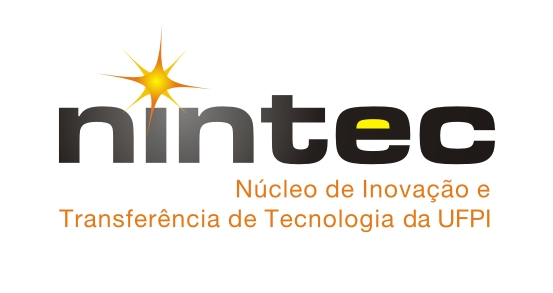 nintec
Núcleo de Inovação e
Transferência de Tecnologia da UFPI